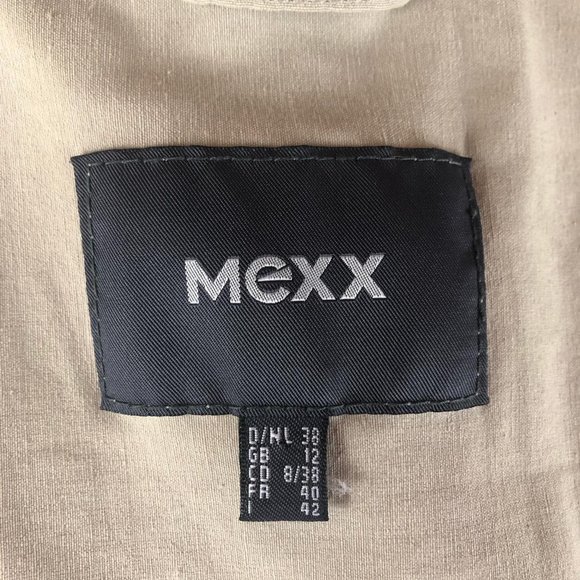 Mexx
D/NL 38
GB 12
CD 8/38
FR 40
I 42